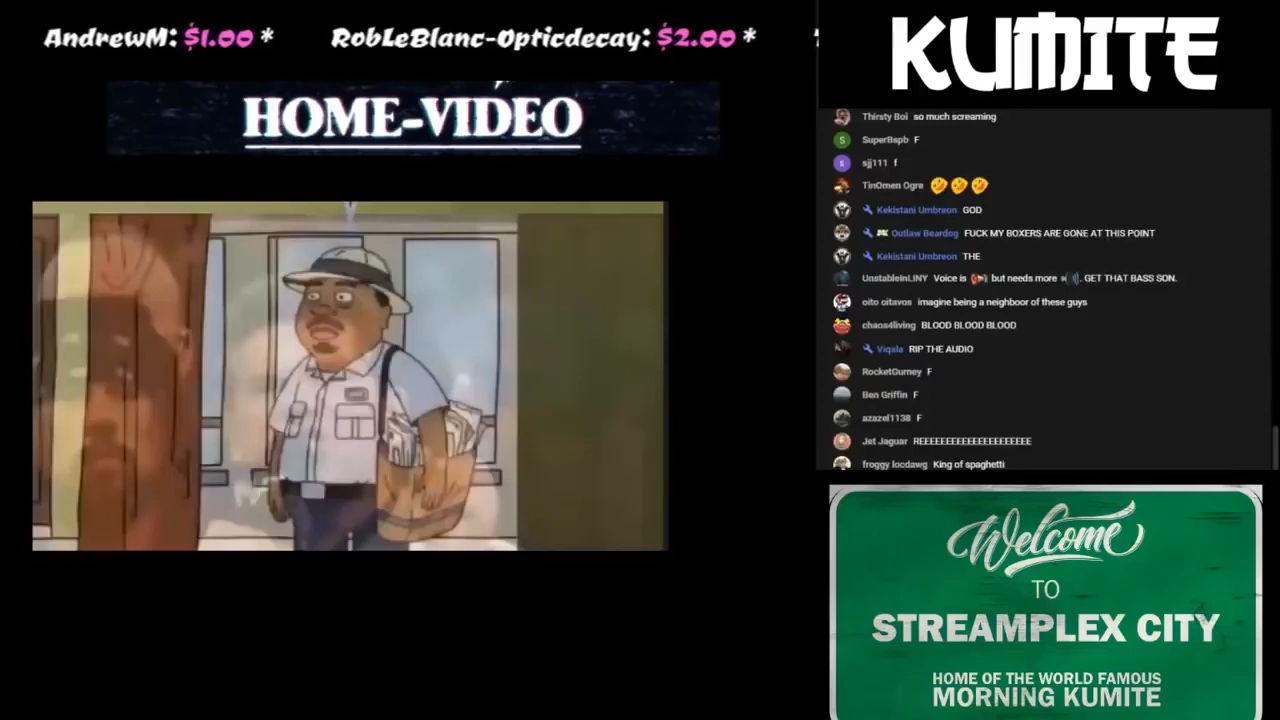 AndrewM: $1.00 * RobLeBlanc-Opticdecay: $2.00 *
HOME-VIDEO
KUMITE
Thirsty Boi so much screaming
S SuperBspb F
s sjj111 f
TinOmen Ogre 🤣🤣🤣
Kekistani Umbreon GOD
Outlaw Beardog FUCK MY BOXERS ARE GONE AT THIS POINT
Kekistani Umbreon THE
UnstableInLINY Voice is but needs more . GET THAT BASS SON.
oito oitavos imagine being a neighboor of these guys
chaos4living BLOOD BLOOD BLOOD
Viqala RIP THE AUDIO
RocketGurney F
Ben Griffin F
azazel1138 F
Jet Jaguar REEEEEEEEEEEEEEEEEEEEE
froggy locdawg King of spaghetti
Welcome
TO
STREAMPLEX CITY
HOME OF THE WORLD FAMOUS
MORNING KUMITE